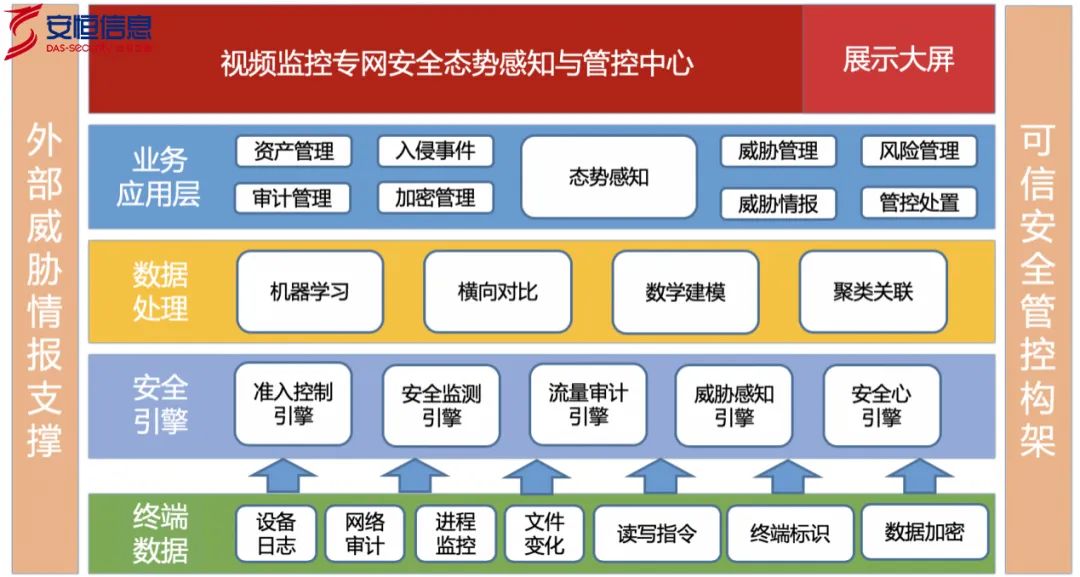 安恒信息
DAS-security
视频监控专网安全态势感知与管控中心
展示大屏
外部威胁情报支撑
可信安全管控构架
业务
应用层
资产管理
入侵事件
态势感知
威胁管理
风险管理
审计管理
加密管理
威胁情报
管控处置
数据
处理
机器学习
横向对比
数学建模
聚类关联
安全
引擎
准入控制
引擎
安全监测
引擎
流量审计
引擎
威胁感知
引擎
安全心
引擎
终端
数据
设备
日志
网络
审计
进程
监控
文件
变化
读写指令
终端标识
数据加密